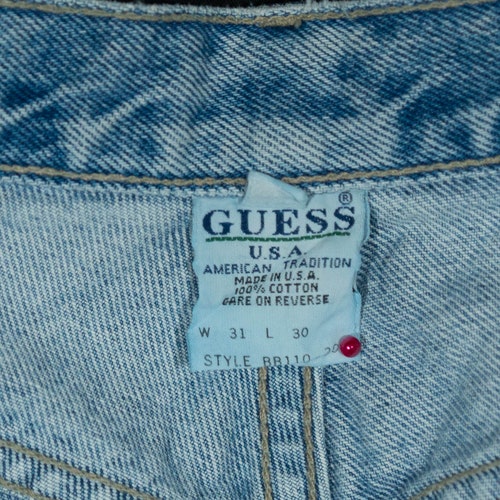 GUESS®
U.S.A.
AMERICAN TRADITION
MADE IN U.S.A.
100% COTTON
CARE ON REVERSE
W 31 L 30
STYLE BB110